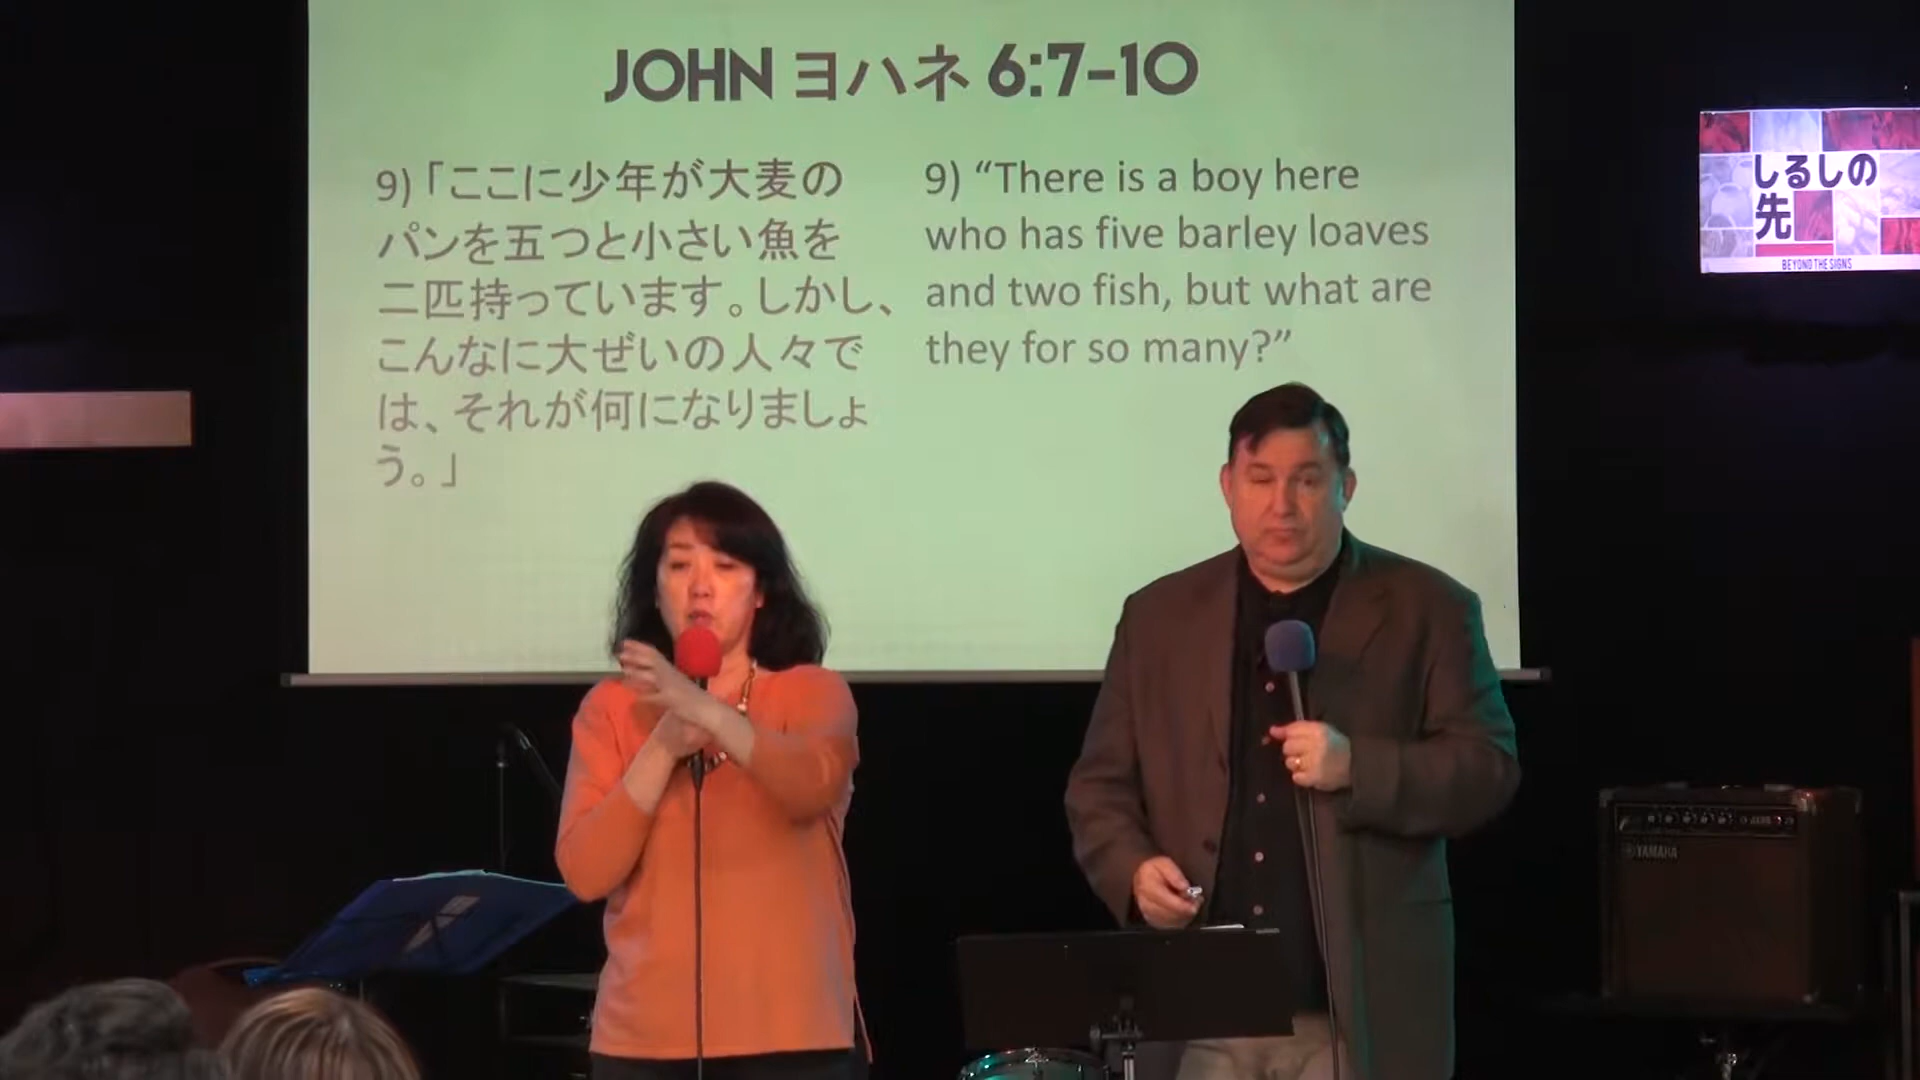 JOHN ヨハネ 6:7-10
9)「ここに少年が大麦の
パンを五つと小さい魚を
二匹持っています。しかし、
こんなに大ぜいの人々で
は、それが何になりましょ
う。」
9) “There is a boy here
who has five barley loaves
and two fish, but what are
they for so many?”
しるしの
先
BEYOND THE SIGNS
YAMAHA